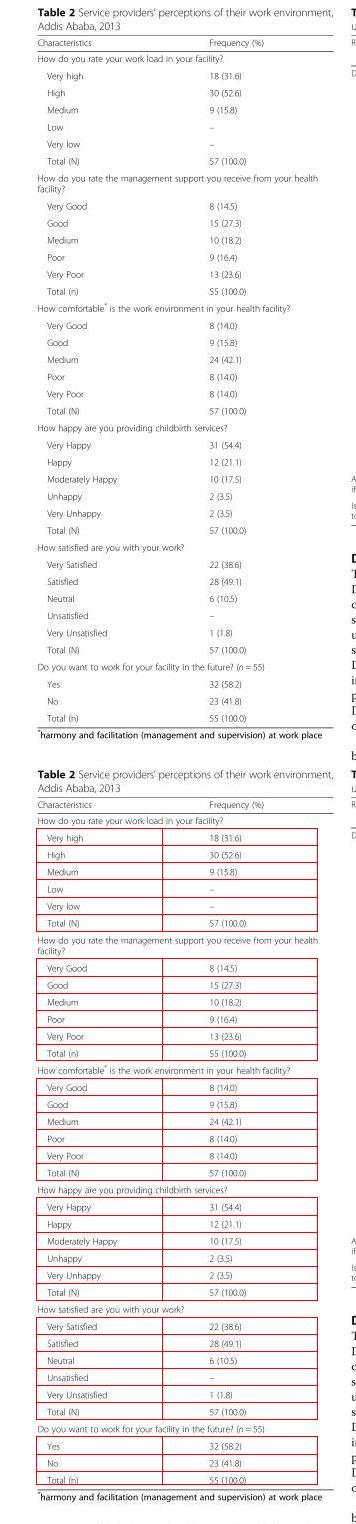 Table 2 Service providers' perceptions of their work environment,
Addis Ababa, 2013
Characteristics Frequency (%)
How do you rate your work load in your facility?
Very high 18 (31.6)
High 30 (52.6)
Medium 9 (15.8)
Low –
Very low –
Total (N) 57 (100.0)
How do you rate the management support you receive from your health
facility?
Very Good 8 (14.5)
Good 15 (27.3)
Medium 10 (18.2)
Poor 9 (16.4)
Very Poor 13 (23.6)
Total (n) 55 (100.0)
How comfortable* is the work environment in your health facility?
Very Good 8 (14.0)
Good 9 (15.8)
Medium 24 (42.1)
Poor 8 (14.0)
Very Poor 8 (14.0)
Total (N) 57 (100.0)
How happy are you providing childbirth services?
Very Happy 31 (54.4)
Happy 12 (21.1)
Moderately Happy 10 (17.5)
Unhappy 2 (3.5)
Very Unhappy 2 (3.5)
Total (N) 57 (100.0)
How satisfied are you with your work?
Very Satisfied 22 (38.6)
Satisfied 28 (49.1)
Neutral 6 (10.5)
Unsatisfied –
Very Unsatisfied 1 (1.8)
Total (N) 57 (100.0)
Do you want to work for your facility in the future? (n = 55)
Yes 32 (58.2)
No 23 (41.8)
Total (n) 55 (100.0)
*harmony and facilitation (management and supervision) at work place
Table 2 Service providers' perceptions of their work environment,
Addis Ababa, 2013
Characteristics Frequency (%)
How do you rate your work load in your facility?
Very high 18 (31.6)
High 30 (52.6)
Medium 9 (15.8)
Low –
Very low –
Total (N) 57 (100.0)
How do you rate the management support you receive from your health
facility?
Very Good 8 (14.5)
Good 15 (27.3)
Medium 10 (18.2)
Poor 9 (16.4)
Very Poor 13 (23.6)
Total (n) 55 (100.0)
How comfortable* is the work environment in your health facility?
Very Good 8 (14.0)
Good 9 (15.8)
Medium 24 (42.1)
Poor 8 (14.0)
Very Poor 8 (14.0)
Total (N) 57 (100.0)
How happy are you providing childbirth services?
Very Happy 31 (54.4)
Happy 12 (21.1)
Moderately Happy 10 (17.5)
Unhappy 2 (3.5)
Very Unhappy 2 (3.5)
Total (N) 57 (100.0)
How satisfied are you with your work?
Very Satisfied 22 (38.6)
Satisfied 28 (49.1)
Neutral 6 (10.5)
Unsatisfied –
Very Unsatisfied 1 (1.8)
Total (N) 57 (100.0)
Do you want to work for your facility in the future? (n = 55)
Yes 32 (58.2)
No 23 (41.8)
Total (n) 55 (100.0)
*harmony and facilitation (management and supervision) at work place